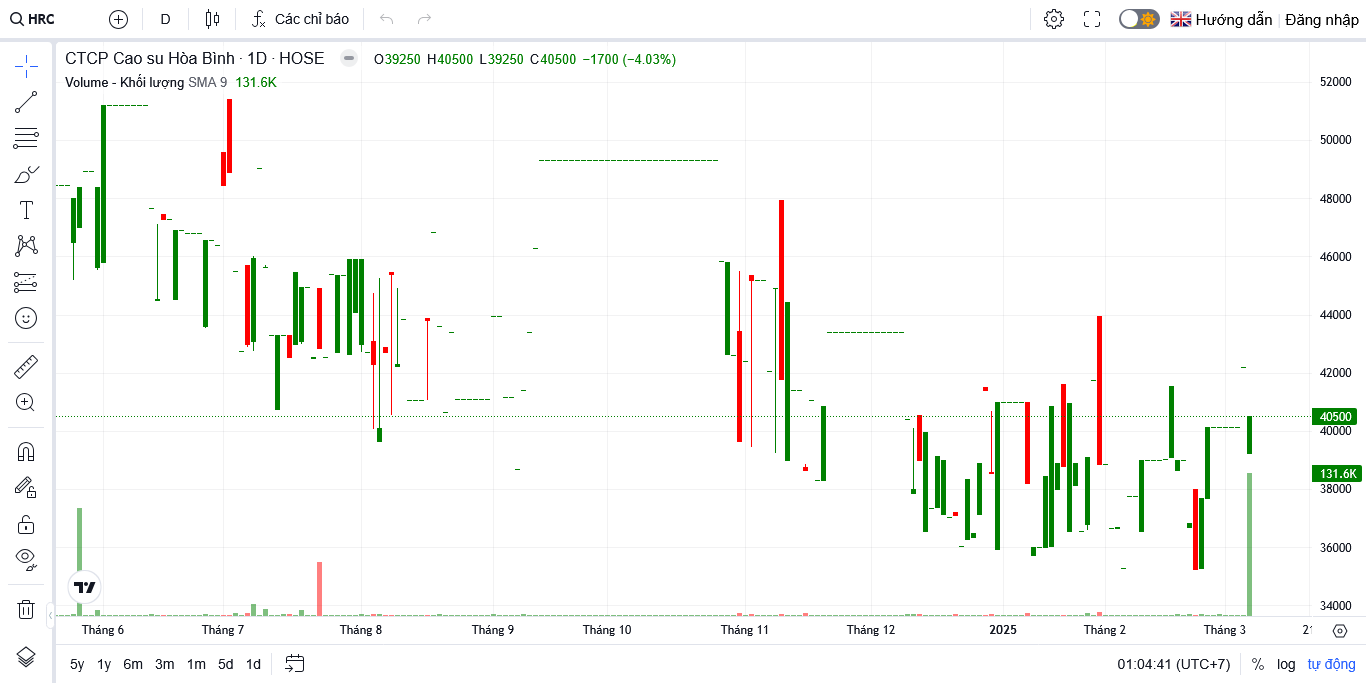 HRC D Các chỉ báo Hướng dẫn Đăng nhập
CTCP Cao su Hòa Bình · 1D · HOSE O39250 H40500 L39250 C40500 −1700 (−4.03%)
Volume - Khối lượng SMA 9 131.6K
52000
50000
48000
46000
44000
42000
40500
40000
131.6K
38000
36000
34000
Tháng 6 Tháng 7 Tháng 8 Tháng 9 Tháng 10 Tháng 11 Tháng 12 2025 Tháng 2 Tháng 3
5y 1y 6m 3m 1m 5d 1d 01:04:41 (UTC+7) % log tự động